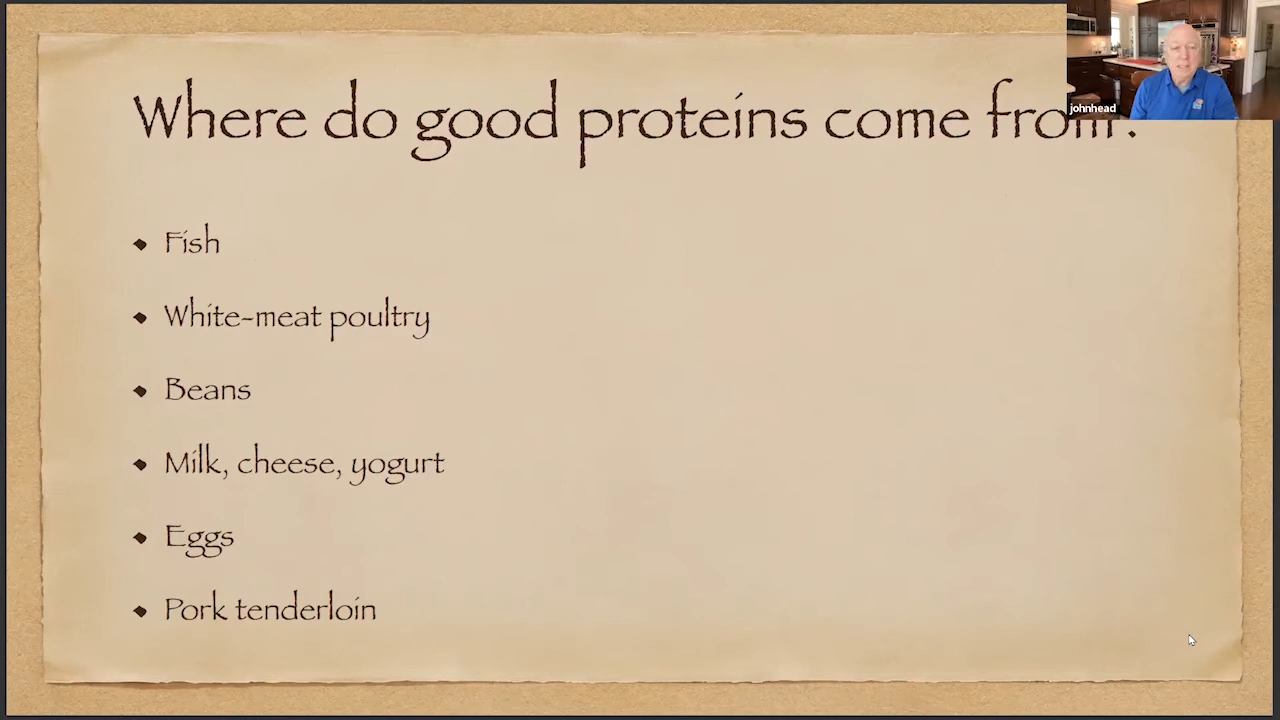 Where do good proteins come from?
johnhead
Fish
White-meat poultry
Beans
Milk, cheese, yogurt
Eggs
Pork tenderloin